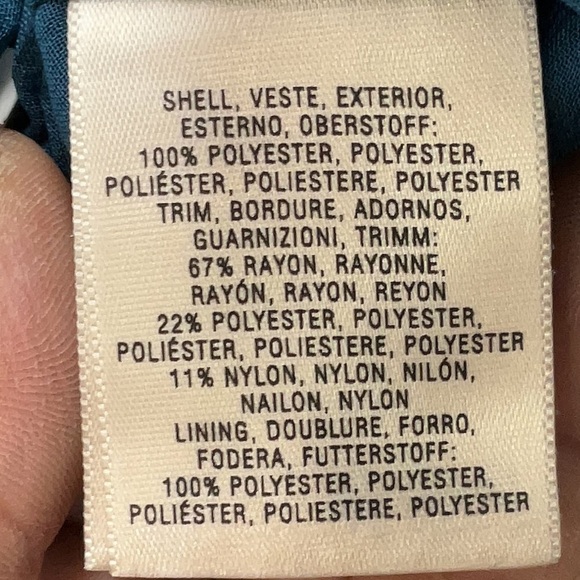 SHELL, VESTE, EXTERIOR,
ESTERNO, OBERSTOFF:
100% POLYESTER, POLYESTER,
POLIÉSTER, POLIESTERE, POLYESTER
TRIM, BORDURE, ADORNOS,
GUARNIZIONI, TRIMM:
67% RAYON, RAYONNE,
RAYÓN, RAYON, REYON
22% POLYESTER, POLYESTER,
POLIÉSTER, POLIESTERE, POLYESTER
11% NYLON, NYLON, NILÓN,
NAILON, NYLON
LINING, DOUBLURE, FORRO,
FODERA, FUTTERSTOFF:
100% POLYESTER, POLYESTER,
POLIÉSTER, POLIESTERE, POLYESTER